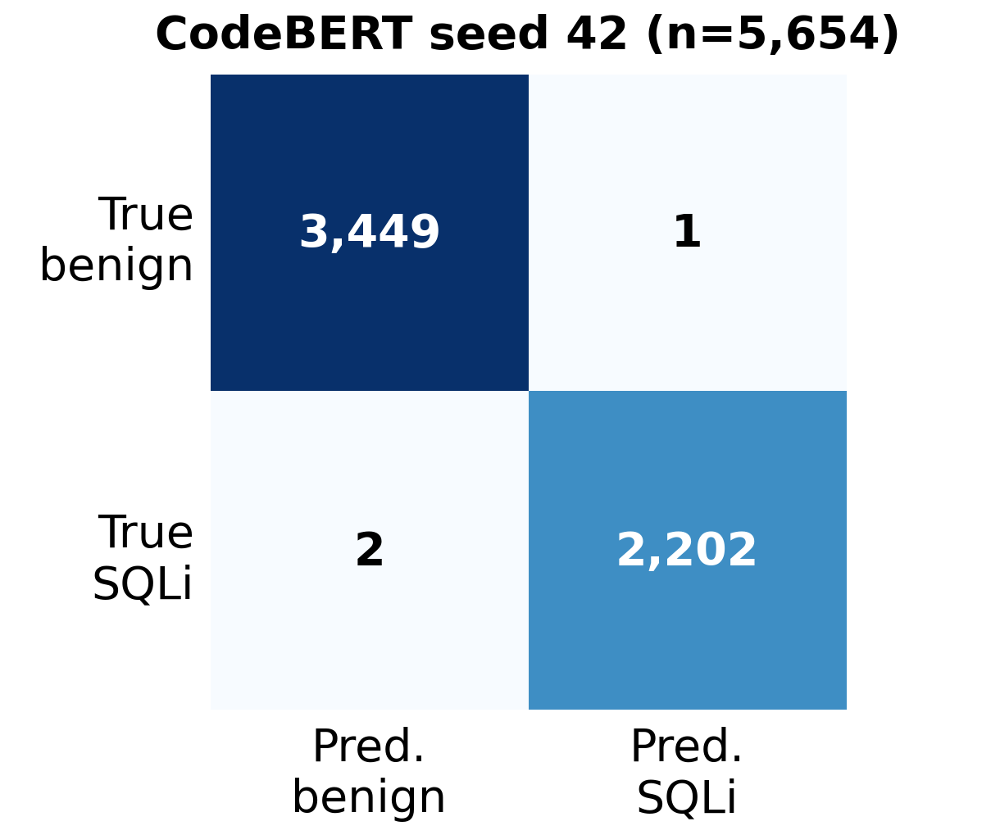 CodeBERT seed 42 (n=5,654)
True
benign
3,449
1
True
SQLi
2
2,202
Pred.
benign
Pred.
SQLi